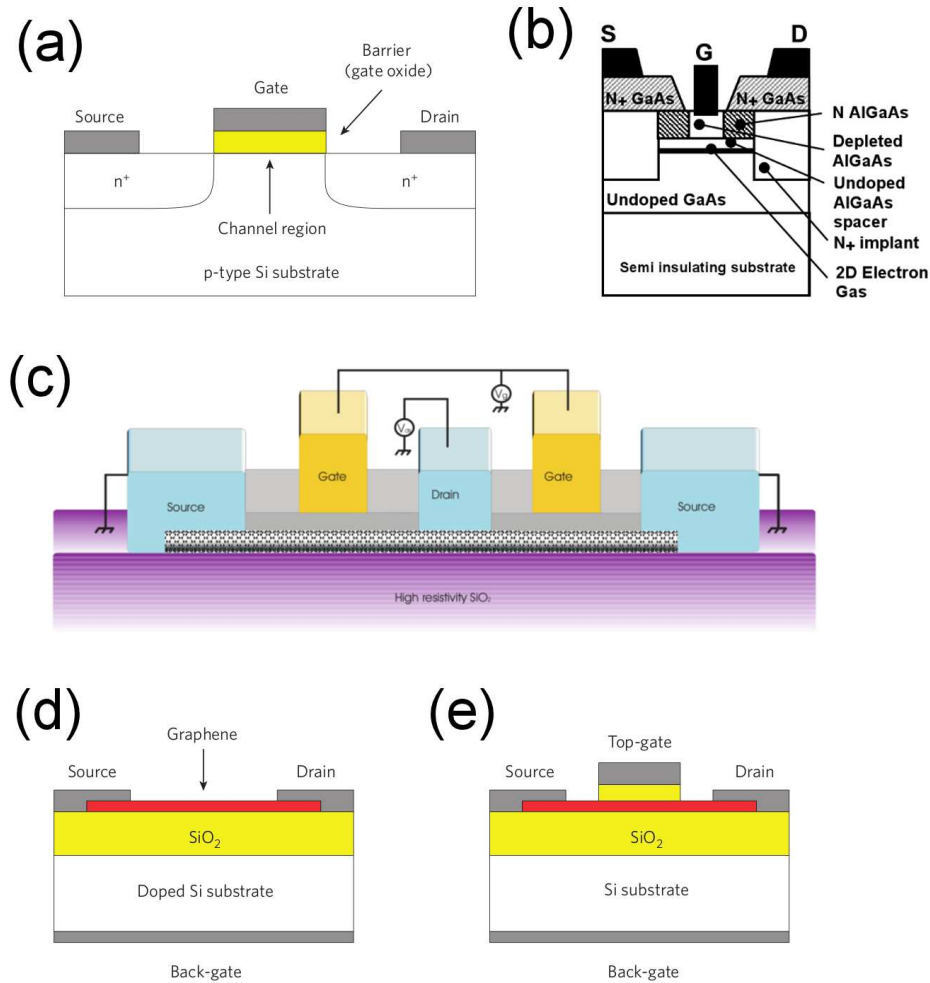 (a)
Barrier
(gate oxide)
Gate
Source
Drain
n+
n+
Channel region
p-type Si substrate
(b)
S
G
D
N+ GaAs
N+ GaAs
N AlGaAs
Depleted
AlGaAs
Undoped
AlGaAs
spacer
N+ implant
2D Electron
Gas
Undoped GaAs
Semi insulating substrate
(c)
Vg
Gate
Gate
Source
Drain
Source
High resistivity SiO2
(d)
Graphene
Source
Drain
SiO2
Doped Si substrate
Back-gate
(e)
Top-gate
Source
Drain
SiO2
Si substrate
Back-gate